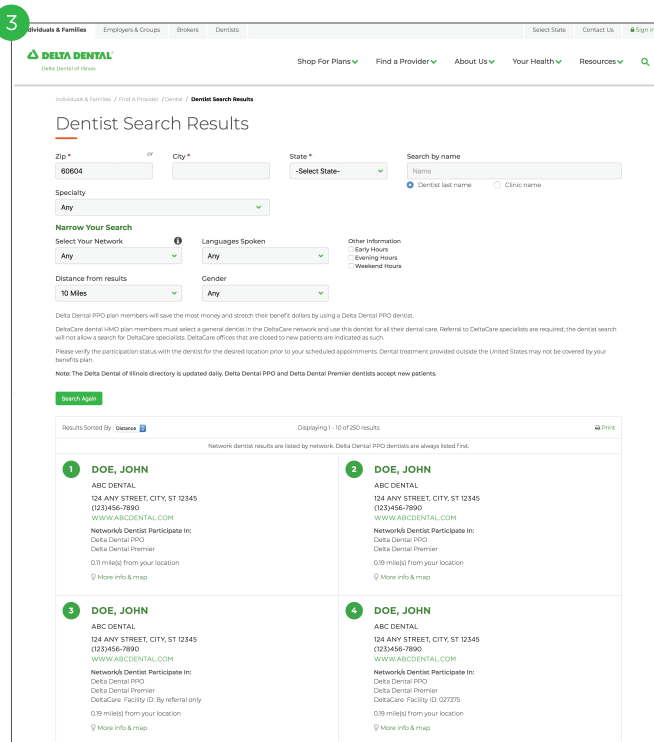 3
dividuals & Families Employers & Groups Brokers Dentists Select State Contact Us Sign in
DELTA DENTAL®
Delta Dental of Illinois
Shop For Plans Find a Provider About Us Your Health Resources
Individuals & Families / Find A Provider / Dental / Dentist Search Results
Dentist Search Results
Zip * or City * State * Search by name
60604 -Select State- Name
Dentist last name Clinic name
Specialty
Any
Narrow Your Search
Select Your Network Languages Spoken Other Information
Early Hours
Any Any Evening Hours
Weekend Hours
Distance from results Gender
10 Miles Any
Delta Dental PPO plan members will save the most money and stretch their benefit dollars by using a Delta Dental PPO dentist.
DeltaCare dental HMO plan members must select a general dentist in the DeltaCare network and use this dentist for all their dental care. Referral to DeltaCare specialists are required; the dentist search
will not allow a search for DeltaCare specialists. DeltaCare offices that are closed to new patients are indicated as such.
Please verify the participation status with the dentist for the desired location prior to your scheduled appointments. Dental treatment provided outside the United States may not be covered by your
benefits plan.
Note: The Delta Dental of Illinois directory is updated daily. Delta Dental PPO and Delta Dental Premier dentists accept new patients.
Search Again
Results Sorted By Distance Displaying 1 - 10 of 250 results Print
Network dentist results are listed by network. Delta Dental PPO dentists are always listed first.
1 DOE, JOHN
ABC DENTAL
124 ANY STREET, CITY, ST 12345
(123)456-7890
WWW.ABCDENTAL.COM
Network/s Dentist Participate In:
Delta Dental PPO
Delta Dental Premier
0.11 mile(s) from your location
More info & map
2 DOE, JOHN
ABC DENTAL
124 ANY STREET, CITY, ST 12345
(123)456-7890
WWW.ABCDENTAL.COM
Network/s Dentist Participate In:
Delta Dental PPO
Delta Dental Premier
0.19 mile(s) from your location
More info & map
3 DOE, JOHN
ABC DENTAL
124 ANY STREET, CITY, ST 12345
(123)456-7890
WWW.ABCDENTAL.COM
Network/s Dentist Participate In:
Delta Dental PPO
Delta Dental Premier
DeltaCare Facility ID: By referral only
0.19 mile(s) from your location
More info & map
4 DOE, JOHN
ABC DENTAL
124 ANY STREET, CITY, ST 12345
(123)456-7890
WWW.ABCDENTAL.COM
Network/s Dentist Participate In:
Delta Dental PPO
Delta Dental Premier
DeltaCare Facility ID: 027375
0.19 mile(s) from your location
More info & map